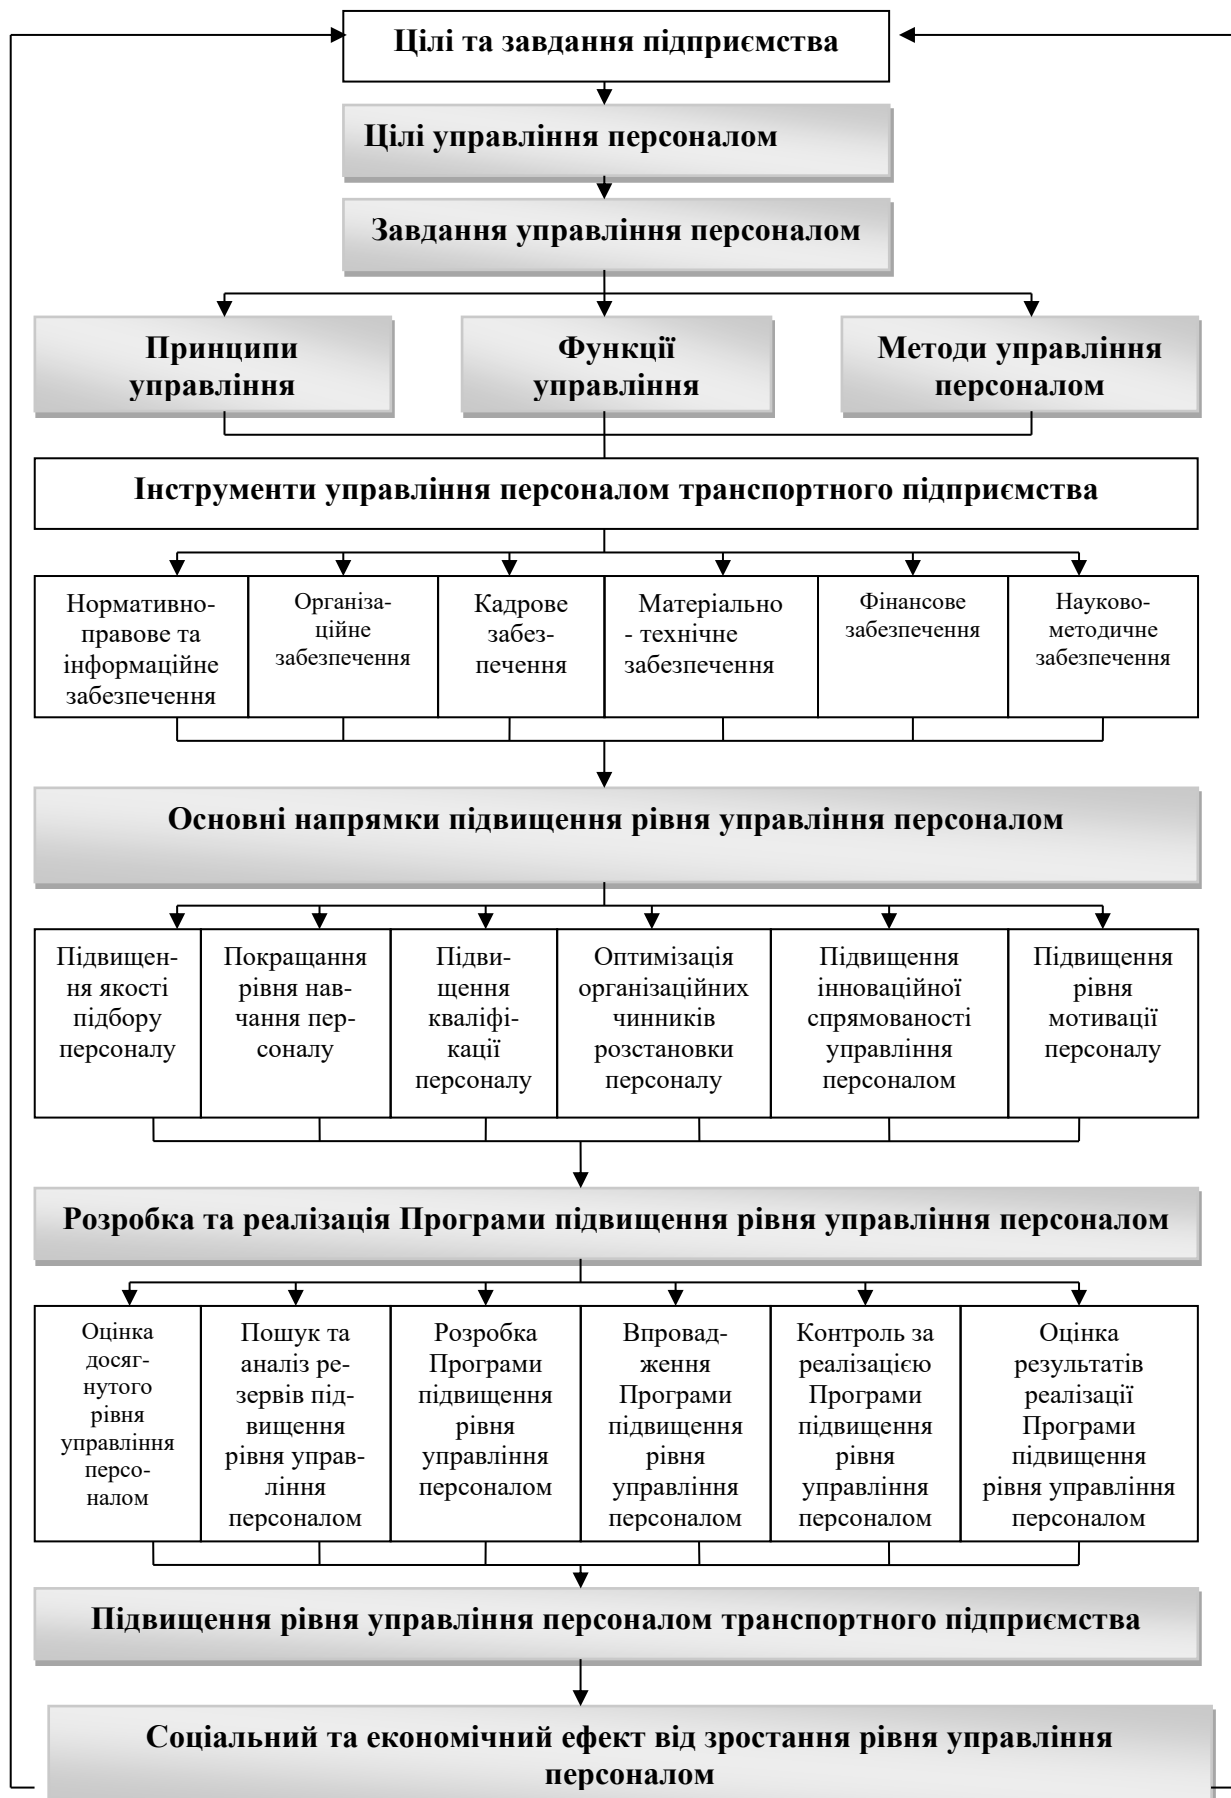 Цілі та завдання підприємства
Цілі управління персоналом
Завдання управління персоналом
Принципи
управління
Функції
управління
Методи управління
персоналом
Інструменти управління персоналом транспортного підприємства
Нормативно-
правове та
інформаційне
забезпечення
Організа-
ційне
забезпечення
Кадрове
забез-
печення
Матеріально
- технічне
забезпечення
Фінансове
забезпечення
Науково-
методичне
забезпечення
Основні напрямки підвищення рівня управління персоналом
Підвищен-
ня якості
підбору
персоналу
Покращання
рівня нав-
чання пер-
соналу
Підви-
щення
кваліфі-
кації
персоналу
Оптимізація
організаційних
чинників
розстановки
персоналу
Підвищення
інноваційної
спрямованості
управління
персоналом
Підвищення
рівня
мотивації
персоналу
Розробка та реалізація Програми підвищення рівня управління персоналом
Оцінка
досяг-
нутого
рівня
управління
персо-
налом
Пошук та
аналіз ре-
зервів під-
вищення
рівня управ-
ління
персоналом
Розробка
Програми
підвищення
рівня
управління
персоналом
Впровад-
ження
Програми
підвищення
рівня
управління
персоналом
Контроль за
реалізацією
Програми
підвищення
рівня
управління
персоналом
Оцінка
результатів
реалізації
Програми
підвищення
рівня управління
персоналом
Підвищення рівня управління персоналом транспортного підприємства
Соціальний та економічний ефект від зростання рівня управління
персоналом